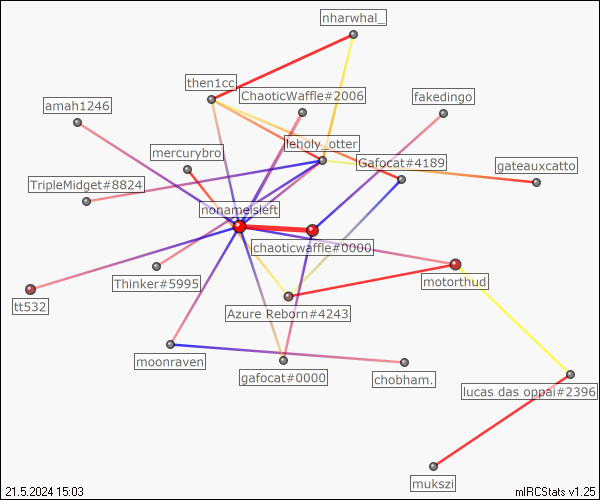 nharwhal_
then1cc
ChaoticWaffle#2006
fakedingo
amah1246
leholy_otter
mercurybro
Gafocat#4189
gateauxcatto
TripleMidget#8824
nonameisleft
chaoticwaffle#0000
Thinker#5995
motorthud
tt532
Azure Reborn#4243
moonraven
gafocat#0000
chobham.
lucas das oppai#2396
mukszi
21.5.2024 15:03
mIRCStats v1.25